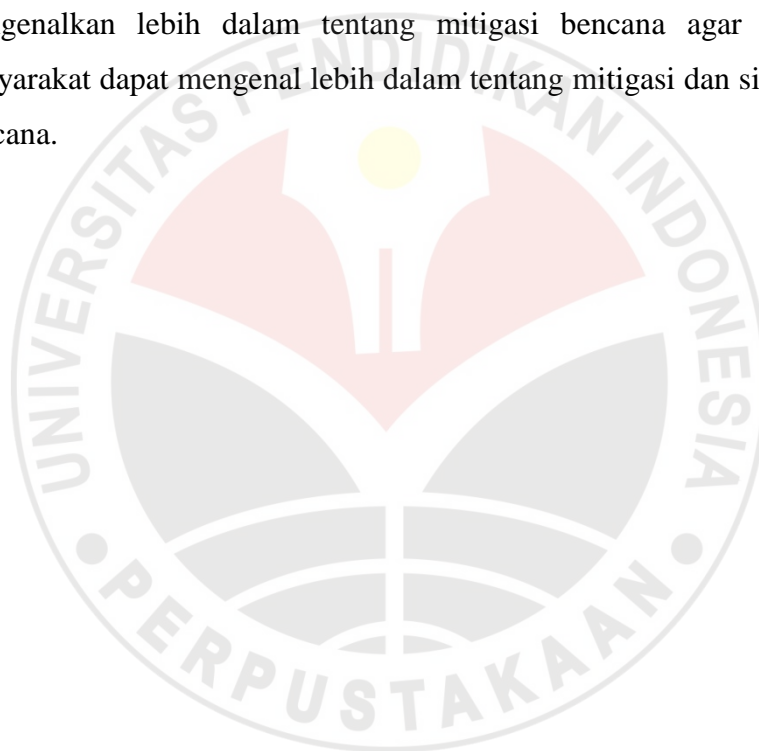 genalkan lebih dalam tentang mitigasi bencana agar
yarakat dapat mengenal lebih dalam tentang mitigasi dan si
cana.
UNIVERSITAS PENDIDIKAN INDONESIA
PERPUSTAKAAN